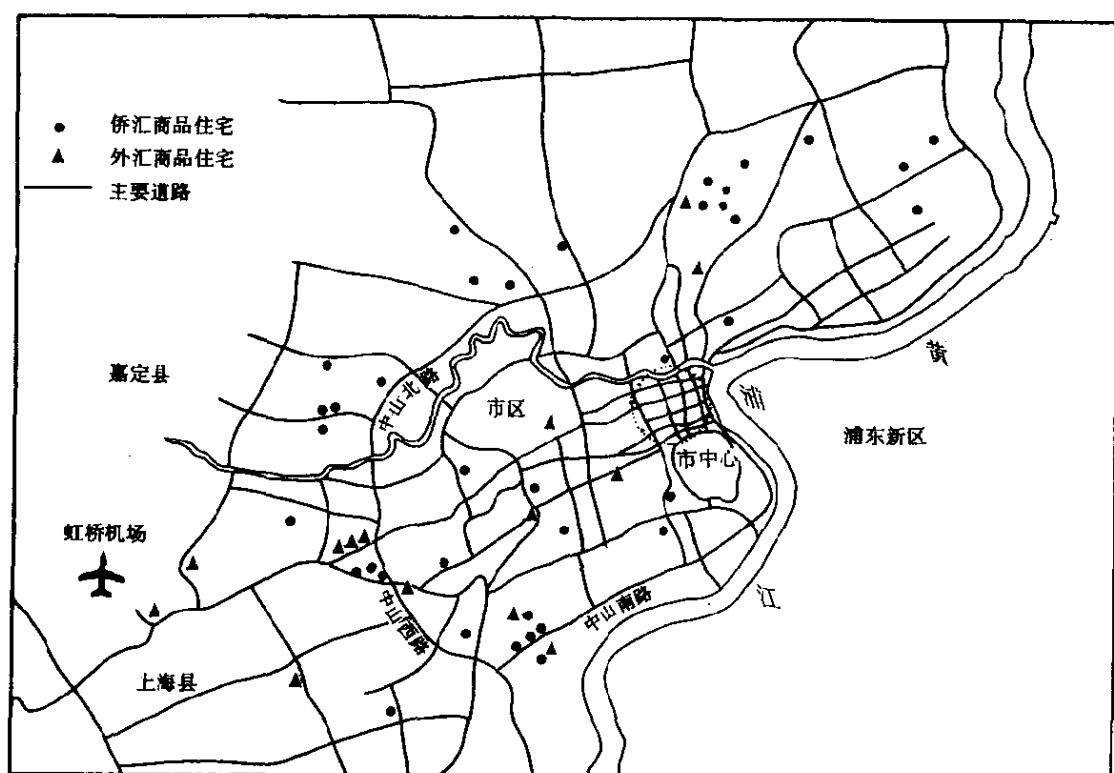 侨汇商品住宅
外汇商品住宅
主要道路
嘉定县
中山北路
市区
黄
浦
江
浦东新区
市中心
虹桥机场
中山西路
中山南路
上海县